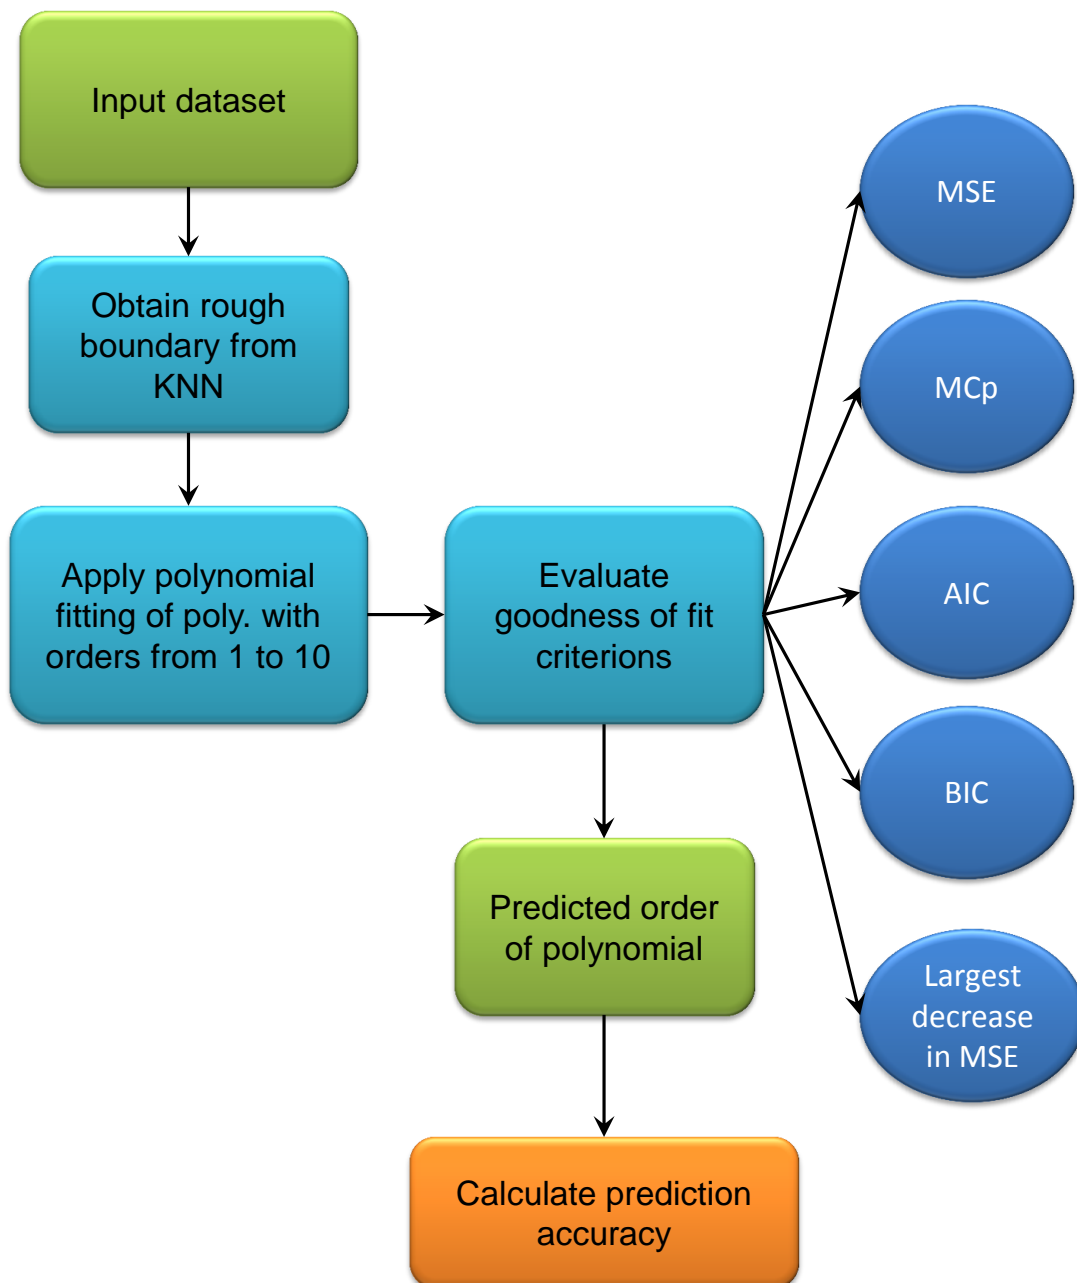 Input dataset
Obtain rough
boundary from
KNN
Apply polynomial
fitting of poly. with
orders from 1 to 10
Evaluate
goodness of fit
criterions
MSE
MCp
AIC
BIC
Largest
decrease
in MSE
Predicted order
of polynomial
Calculate prediction
accuracy